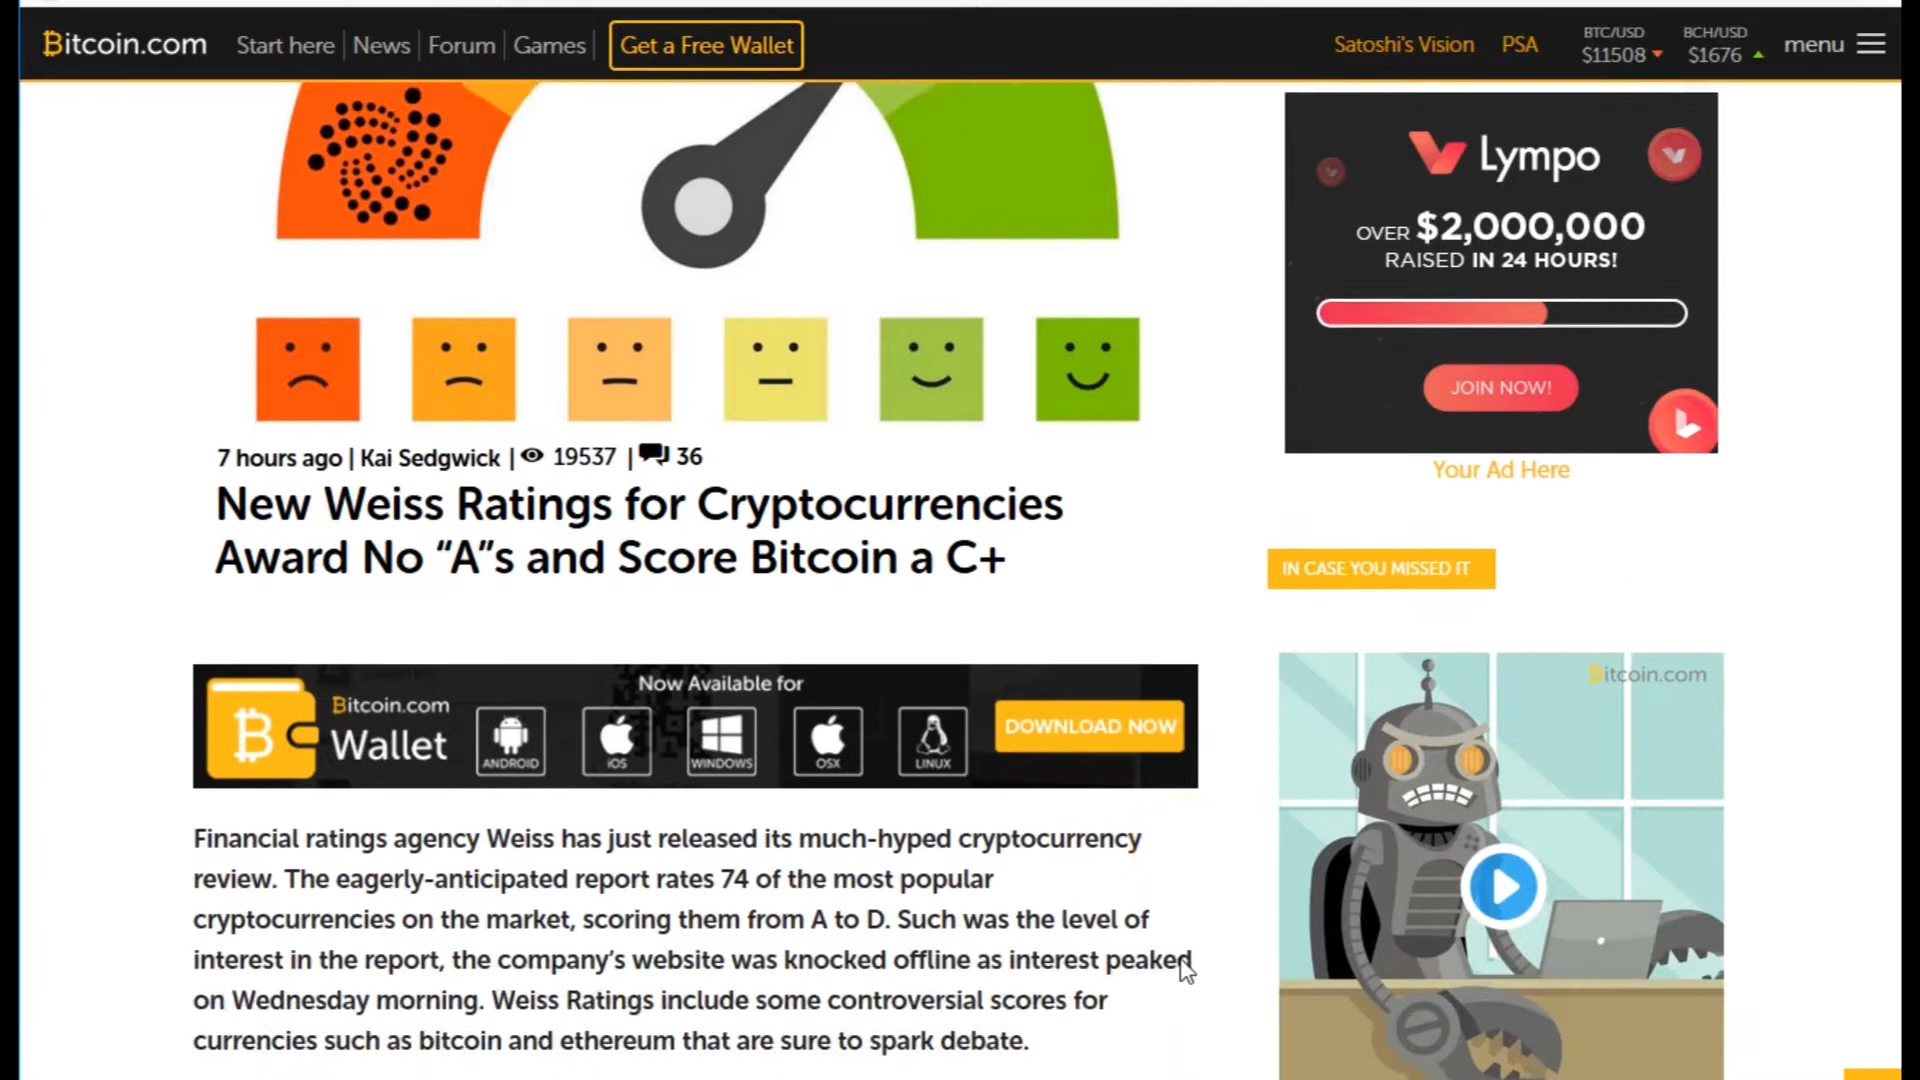 Bitcoin.com
Start here
News
Forum
Games
Get a Free Wallet
Satoshi's Vision
PSA
BTC/USD
$11508
BCH/USD
$1676
menu
Lympo
OVER $2,000,000
RAISED IN 24 HOURS!
JOIN NOW!
Your Ad Here
7 hours ago | Kai Sedgwick | 19537 | 36
New Weiss Ratings for Cryptocurrencies
Award No “A”s and Score Bitcoin a C+
IN CASE YOU MISSED IT
Bitcoin.com
Wallet
Now Available for
ANDROID
iOS
WINDOWS
OSX
LINUX
DOWNLOAD NOW
Bitcoin.com
Financial ratings agency Weiss has just released its much-hyped cryptocurrency
review. The eagerly-anticipated report rates 74 of the most popular
cryptocurrencies on the market, scoring them from A to D. Such was the level of
interest in the report, the company’s website was knocked offline as interest peaked
on Wednesday morning. Weiss Ratings include some controversial scores for
currencies such as bitcoin and ethereum that are sure to spark debate.